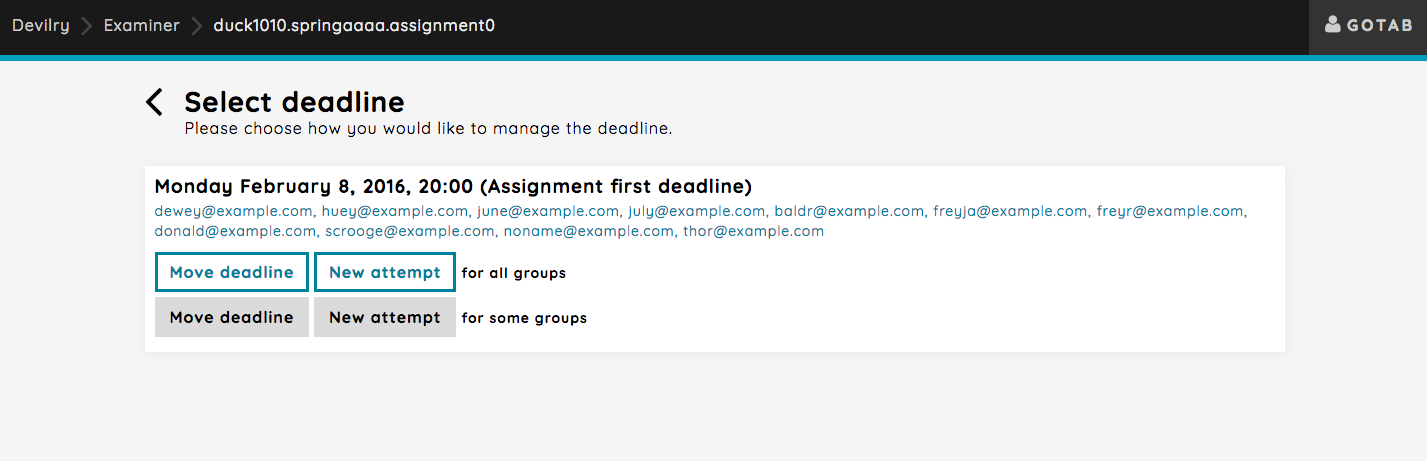 Devilry Examiner duck1010.springaaaa.assignment0 GOTAB
Select deadline
Please choose how you would like to manage the deadline.
Monday February 8, 2016, 20:00 (Assignment first deadline)
dewey@example.com, huey@example.com, june@example.com, july@example.com, baldr@example.com, freyja@example.com, freyr@example.com,
donald@example.com, scrooge@example.com, noname@example.com, thor@example.com
Move deadline New attempt for all groups
Move deadline New attempt for some groups